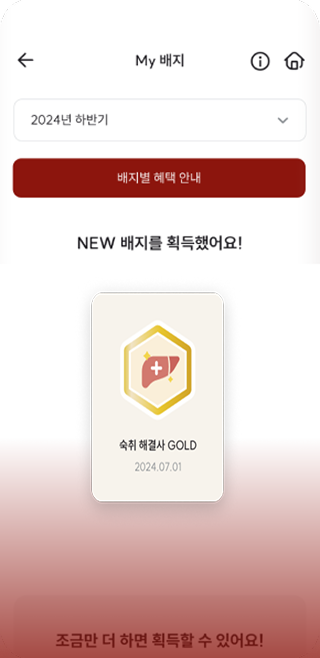 My 배지
2024년 하반기
배지별 혜택 안내
NEW 배지를 획득했어요!
숙취 해결사 GOLD
2024.07.01
조금만 더 하면 획득할 수 있어요!